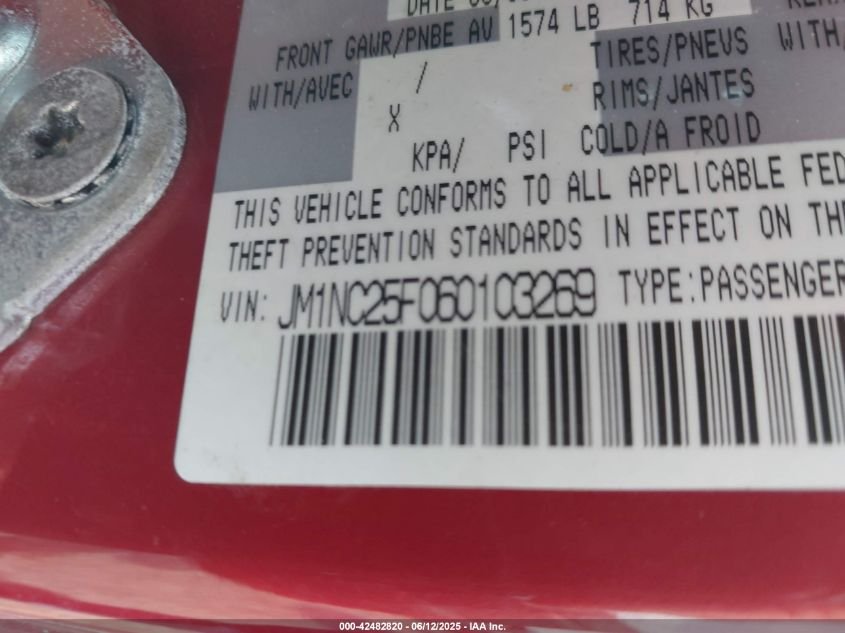 DATE
FRONT GAWR/PNBE AV 1574 LB 714 KG
WITH/AVEC / TIRES/PNEUS WITH/
X RIMS/JANTES
KPA/ PSI COLD/A FROID
THIS VEHICLE CONFORMS TO ALL APPLICABLE FED
THEFT PREVENTION STANDARDS IN EFFECT ON THE
VIN: JM1NC25F060103269 TYPE:PASSENGER
000-42482820 - 06/12/2025 - IAA Inc.